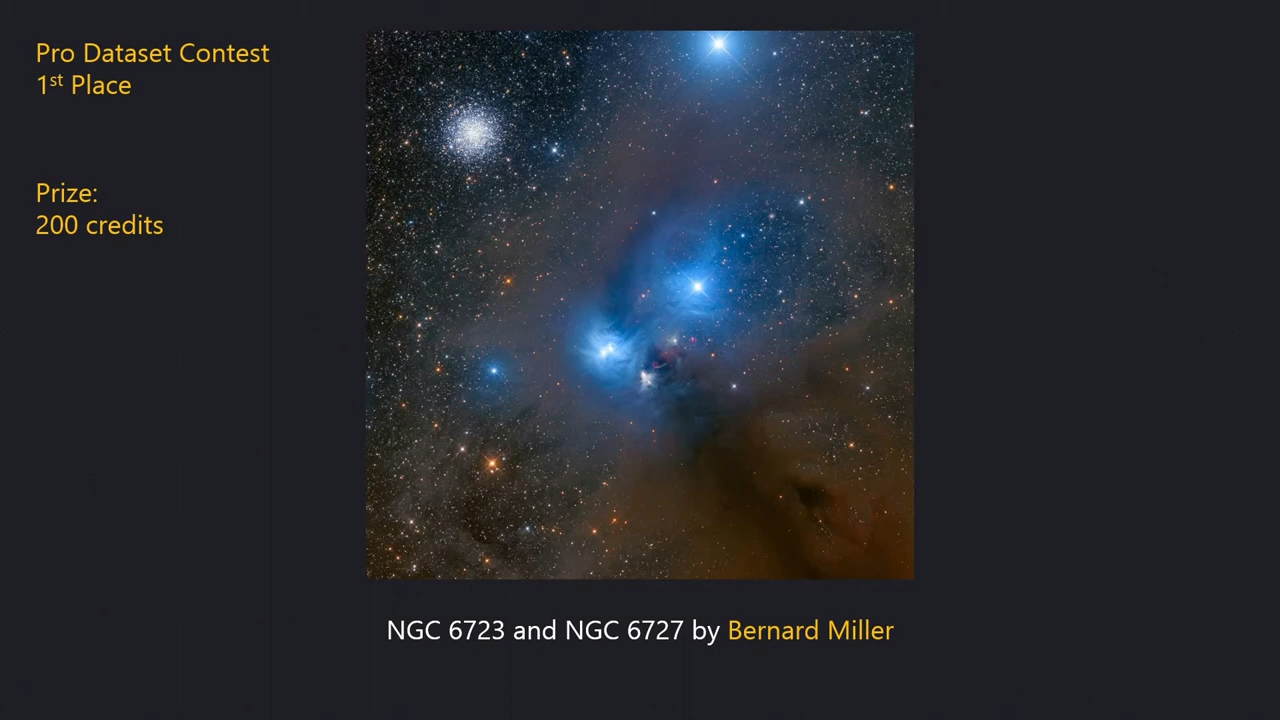 Pro Dataset Contest
1st Place
Prize:
200 credits
NGC 6723 and NGC 6727 by Bernard Miller